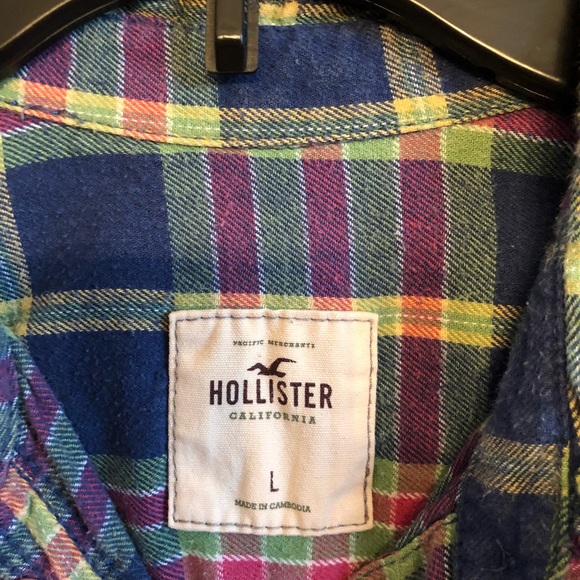 PACIFIC MERCHANTS
HOLLISTER
CALIFORNIA
L
MADE IN CAMBODIA